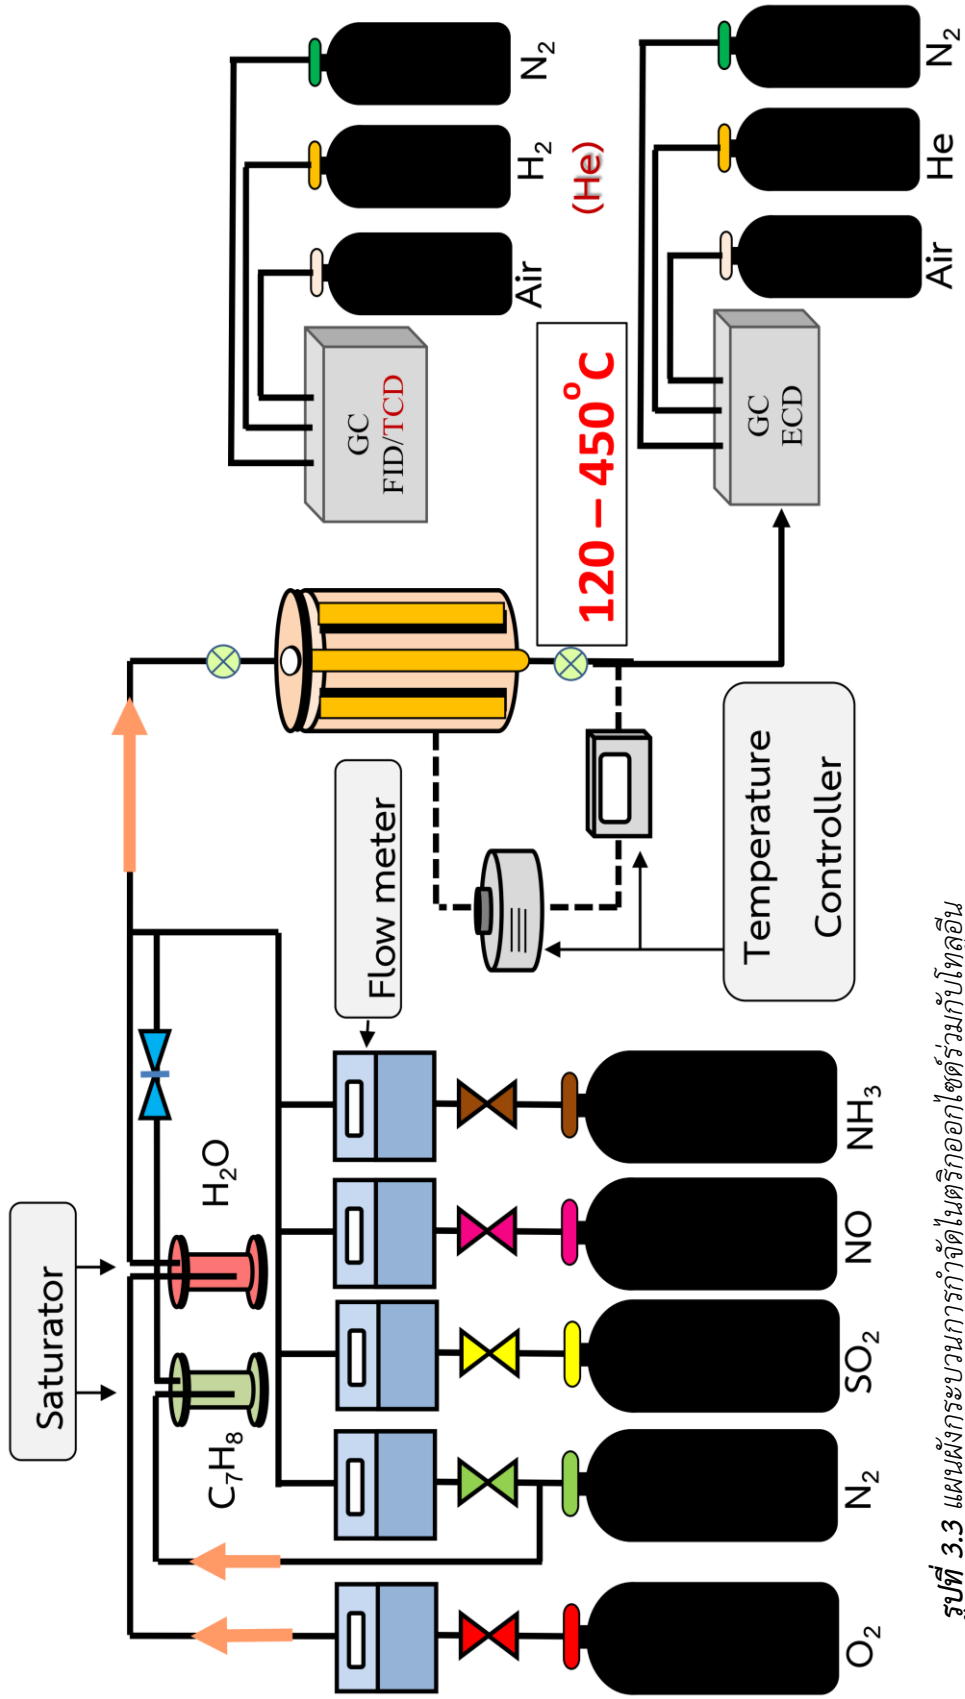 Saturator
C₇H₈
H₂O
Flow meter
O₂
N₂
SO₂
NO
NH₃
Temperature
Controller
120 – 450°C
GC
FID/TCD
Air
H₂
(He)
N₂
GC
ECD
Air
He
N₂
รูปที่ 3.3 แผนผังกระบวนการกำจัดไนตริกออกไซด์ร่วมกับโทลูอีน